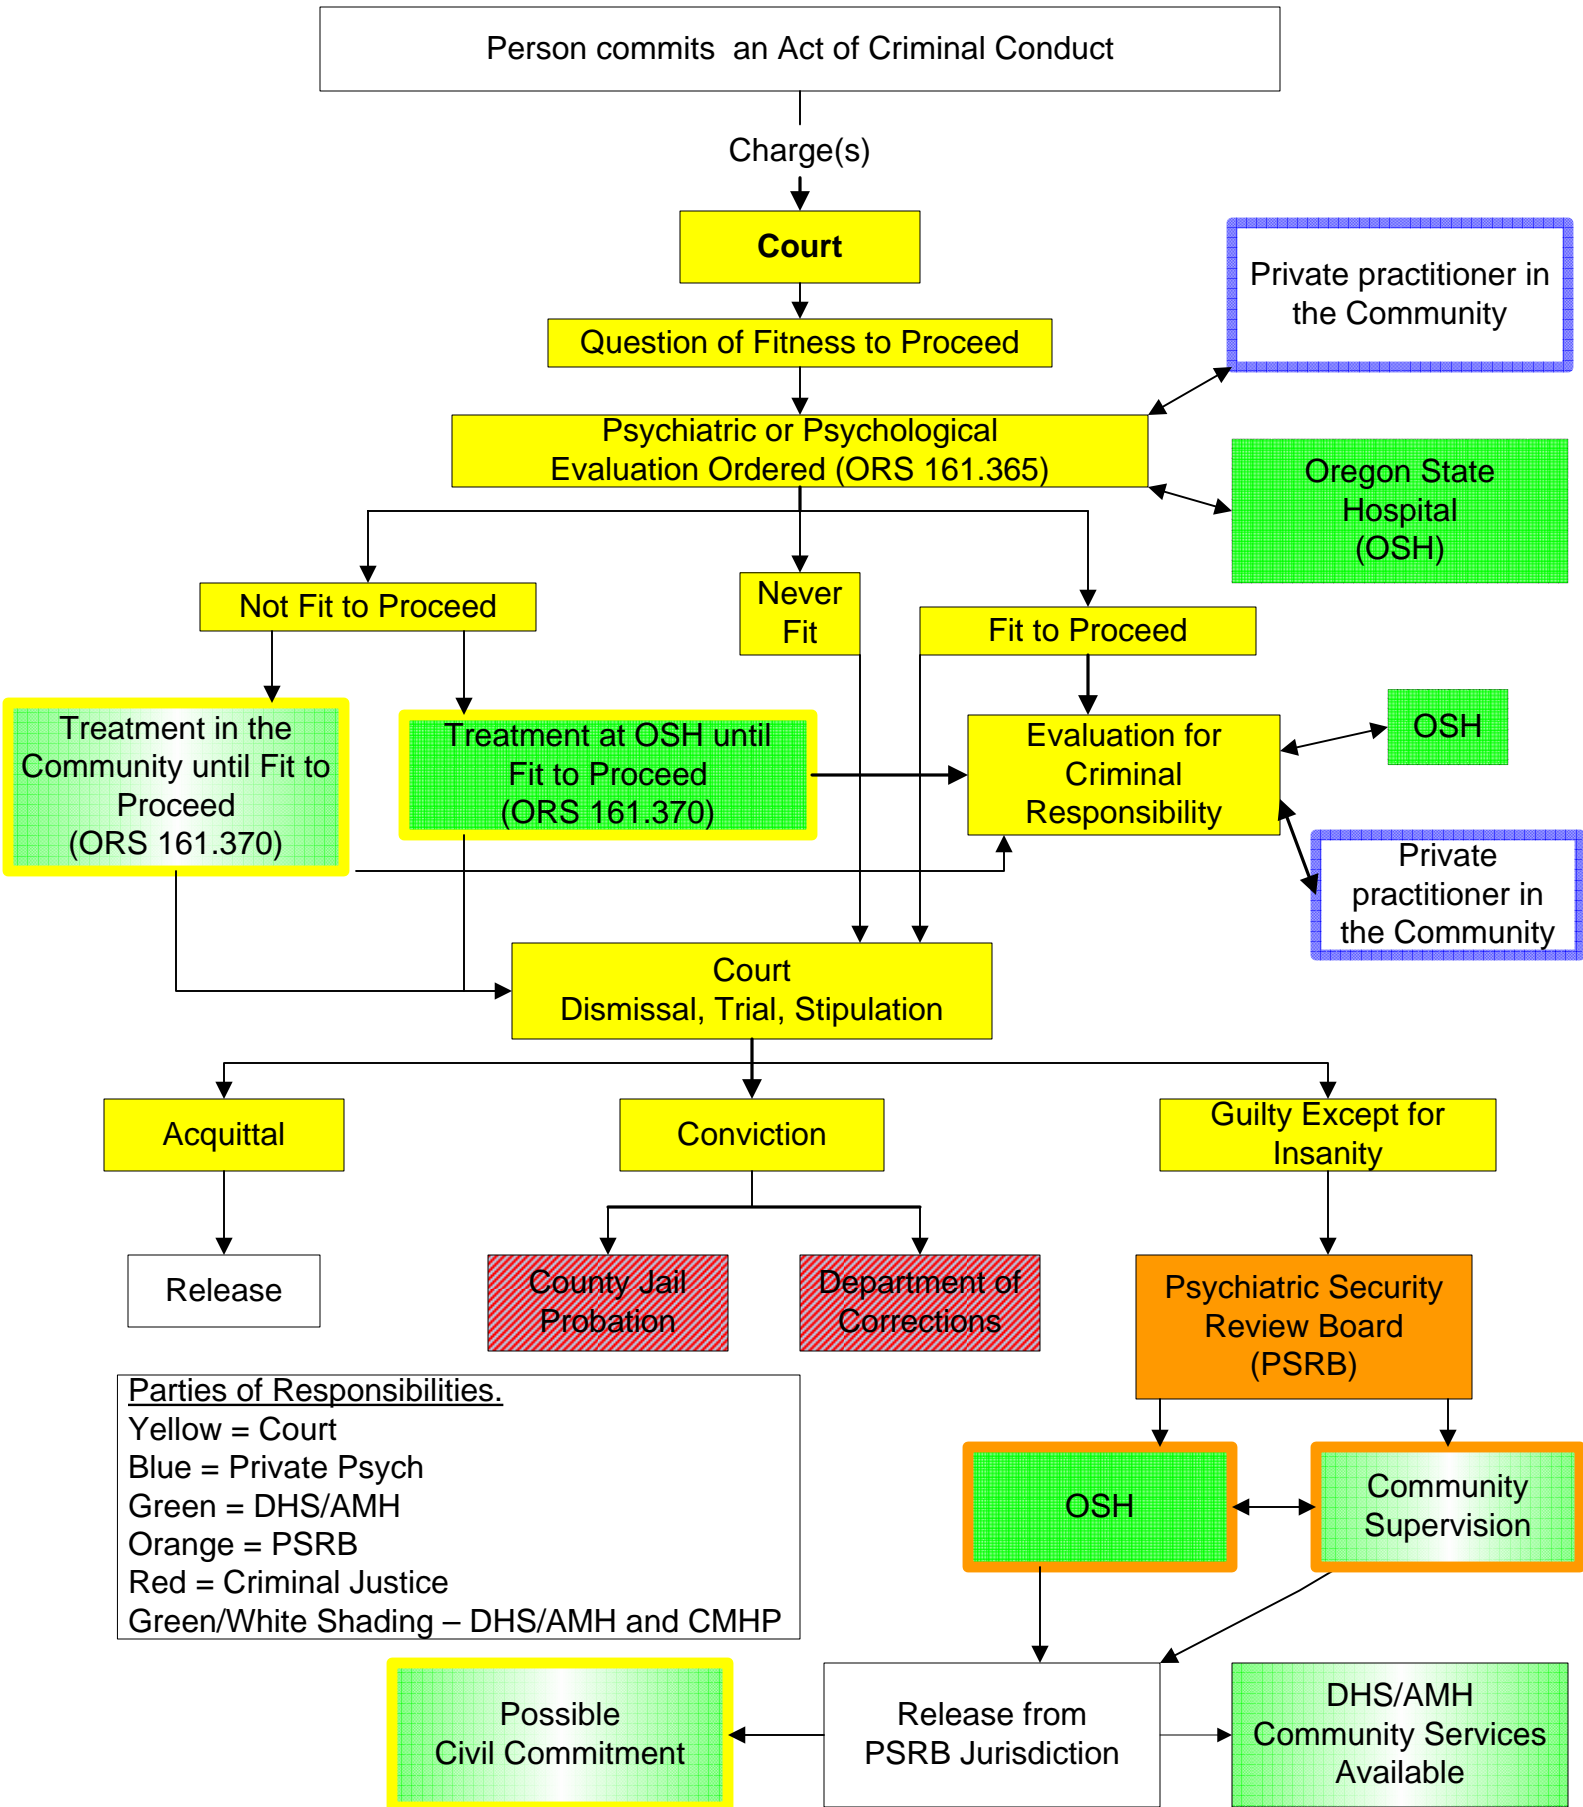 Person commits an Act of Criminal Conduct
Charge(s)
Court
Private practitioner in
the Community
Question of Fitness to Proceed
Psychiatric or Psychological
Evaluation Ordered (ORS 161.365)
Oregon State
Hospital
(OSH)
Not Fit to Proceed
Never
Fit
Fit to Proceed
Treatment in the
Community until Fit to
Proceed
(ORS 161.370)
Treatment at OSH until
Fit to Proceed
(ORS 161.370)
Evaluation for
Criminal
Responsibility
OSH
Private
practitioner in
the Community
Court
Dismissal, Trial, Stipulation
Acquittal
Conviction
Guilty Except for
Insanity
Release
County Jail
Probation
Department of
Corrections
Psychiatric Security
Review Board
(PSRB)
Parties of Responsibilities.
Yellow = Court
Blue = Private Psych
Green = DHS/AMH
Orange = PSRB
Red = Criminal Justice
Green/White Shading – DHS/AMH and CMHP
OSH
Community
Supervision
Possible
Civil Commitment
Release from
PSRB Jurisdiction
DHS/AMH
Community Services
Available